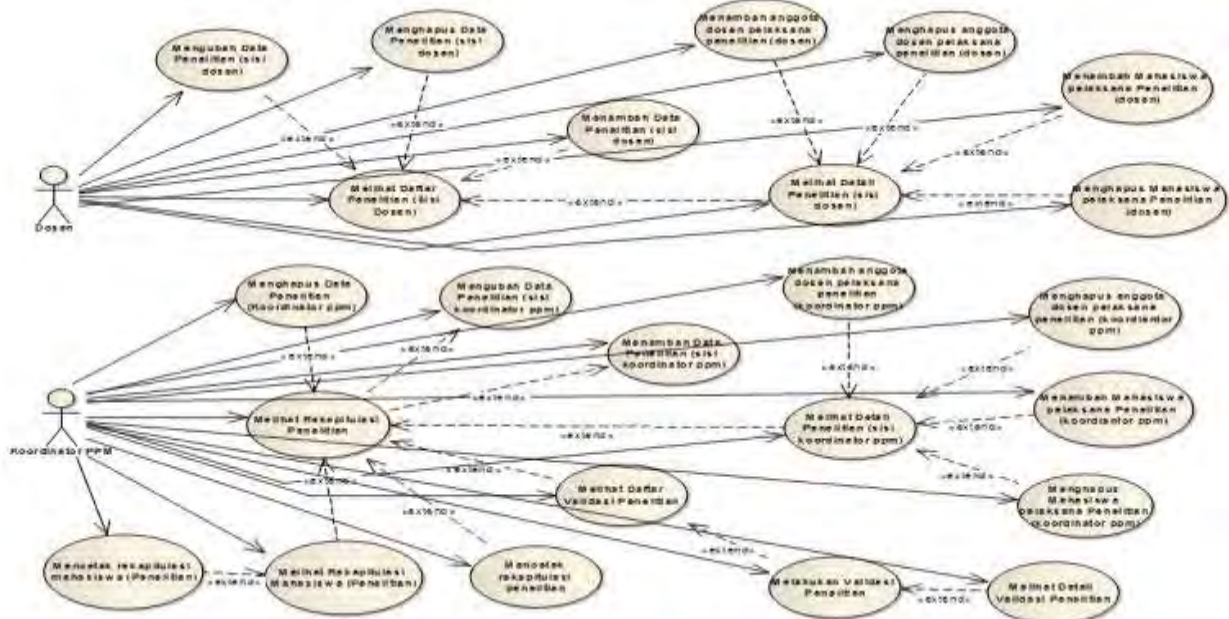 Mengubah Data
Penelitian (sisi
dosen)
Menghapus Data
Penelitian (sisi
dosen)
Menambah anggota
dosen pelaksana
penelitian (dosen)
Menghapus anggota
dosen pelaksana
penelitian (dosen)
Menambah Mahasiswa
pelaksana Penelitian
(dosen)
Menambah Data
Penelitian (sisi
dosen)
«extend»
«extend»
«extend»
«extend»
«extend»
«extend»
Melihat Daftar
Penelitian (Sisi
Dosen)
«extend»
Melihat Detail
Penelitian (sisi
dosen)
«extend»
Menghapus Mahasiswa
pelaksana Penelitian
(dosen)
Dosen
Menghapus Data
Penelitian
(Koordinator ppm)
Mengubah Data
Penelitian (sisi
koordinator ppm)
Menambah anggota
dosen pelaksana
penelitian
(koordinator ppm)
Menghapus anggota
dosen pelaksana
penelitian (koordiantor
ppm)
Menambah Data
Penelitian (sisi
koordinator ppm)
«extend»
«extend»
«extend»
«extend»
«extend»
Melihat Rekapitulasi
Penelitian
«extend»
Melihat Detail
Penelitian (sisi
koordinator ppm)
«extend»
Menambah Mahasiswa
pelaksana Penelitian
(koordiantor ppm)
Koordinator PPM
«extend»
«extend»
«extend»
«extend»
Melihat Daftar
Validasi Penelitian
Menghapus
Mahasiswa
pelaksana Penelitian
(koordinator ppm)
Mencetak rekapitulasi
mahasiswa (Penelitian)
«extend»
Melihat Rekapitulasi
Mahasiswa (Penelitian)
Mencetak
rekapitulasi
penelitian
«extend»
Melakukan Validasi
Penelitian
«extend»
Melihat Detail
Validasi Penelitian